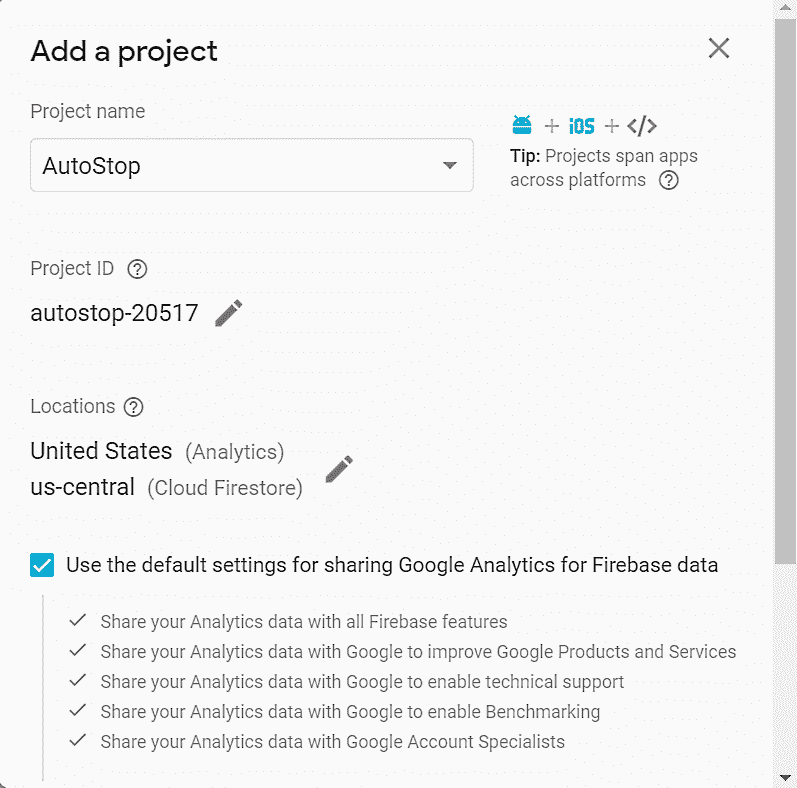 Add a project
Project name
AutoStop
iOS
</>
Tip: Projects span apps
across platforms
Project ID
autostop-20517
Locations
United States (Analytics)
us-central (Cloud Firestore)
Use the default settings for sharing Google Analytics for Firebase data
Share your Analytics data with all Firebase features
Share your Analytics data with Google to improve Google Products and Services
Share your Analytics data with Google to enable technical support
Share your Analytics data with Google to enable Benchmarking
Share your Analytics data with Google Account Specialists